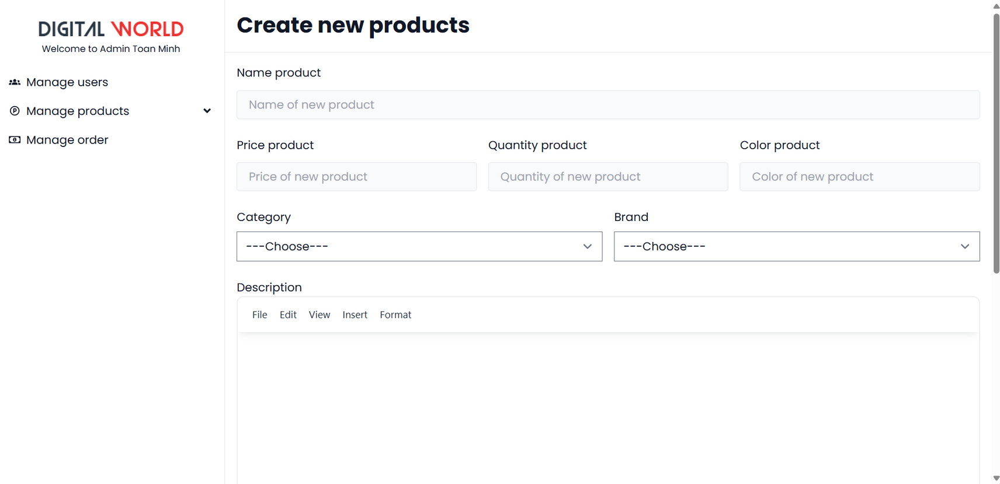 DIGITAL WORLD
Welcome to Admin Toan Minh
Manage users
Manage products
Manage order
Create new products
Name product
Name of new product
Price product
Quantity product
Color product
Price of new product
Quantity of new product
Color of new product
Category
Brand
---Choose---
---Choose---
Description
File Edit View Insert Format